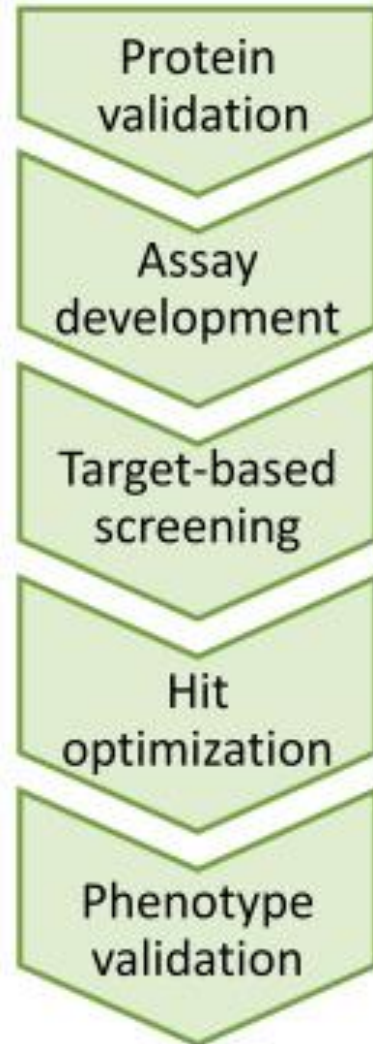 Protein
validation
Assay
development
Target-based
screening
Hit
optimization
Phenotype
validation